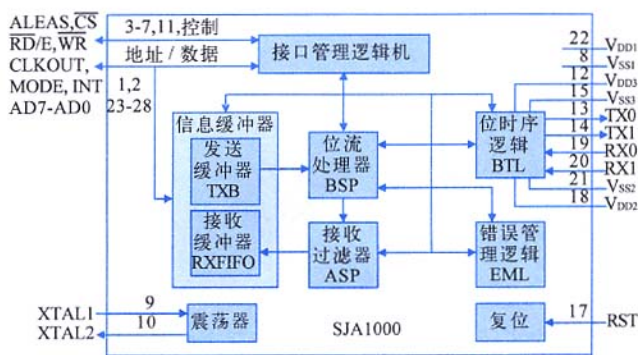 ALEAS,CS
3-7,11,控制
RD/E,WR
地址/数据
CLKOUT,
MODE, INT
1,2
AD7-AD0
23-28
接口管理逻辑机
信息缓冲器
发送
缓冲器
TXB
接收
缓冲器
RXFIFO
位流
处理器
BSP
接收
过滤器
ASP
位时序
逻辑
BTL
错误管
理逻辑
EML
22
VDD1
8
VSS1
12
VDD3
15
VSS3
13
TX0
14
TX1
19
RX0
20
RX1
21
VSS2
18
VDD2
XTAL1
9
XTAL2
10
震荡器
SJA1000
复位
17
RST